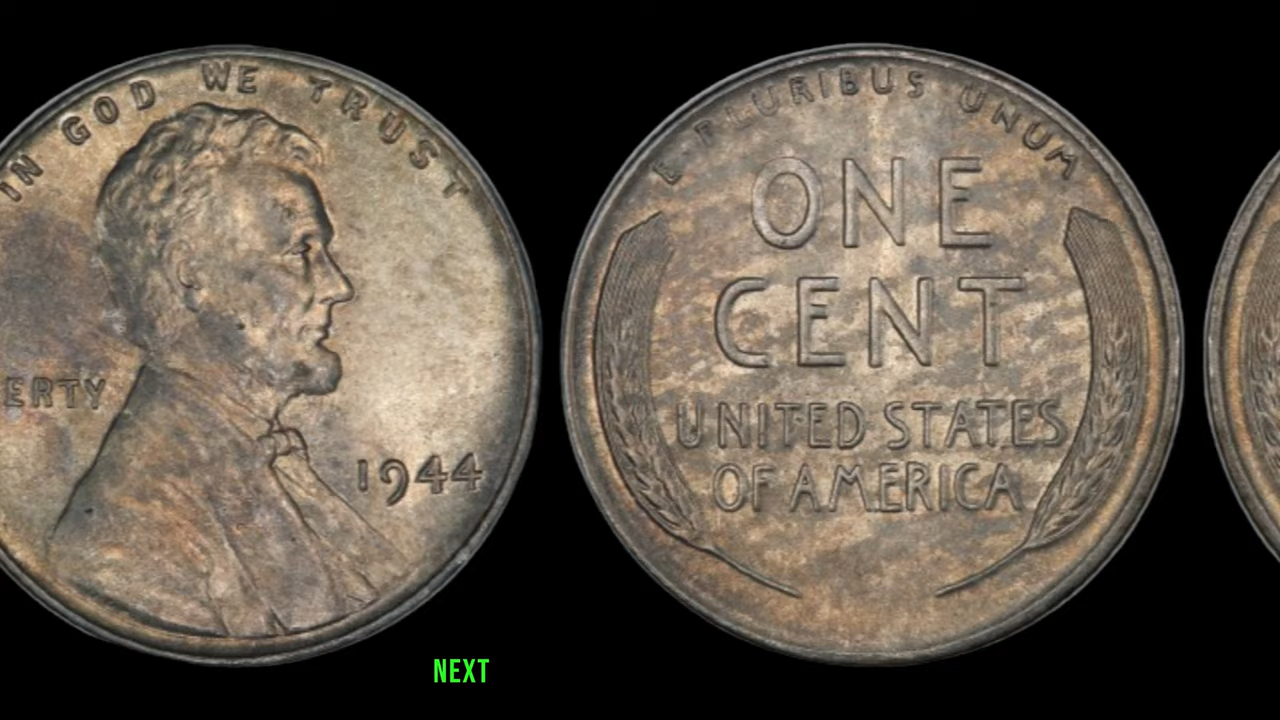 IN GOD WE TRUST
ERTY
1944
E PLURIBUS UNUM
ONE
CENT
UNITED STATES
OF AMERICA
NEXT